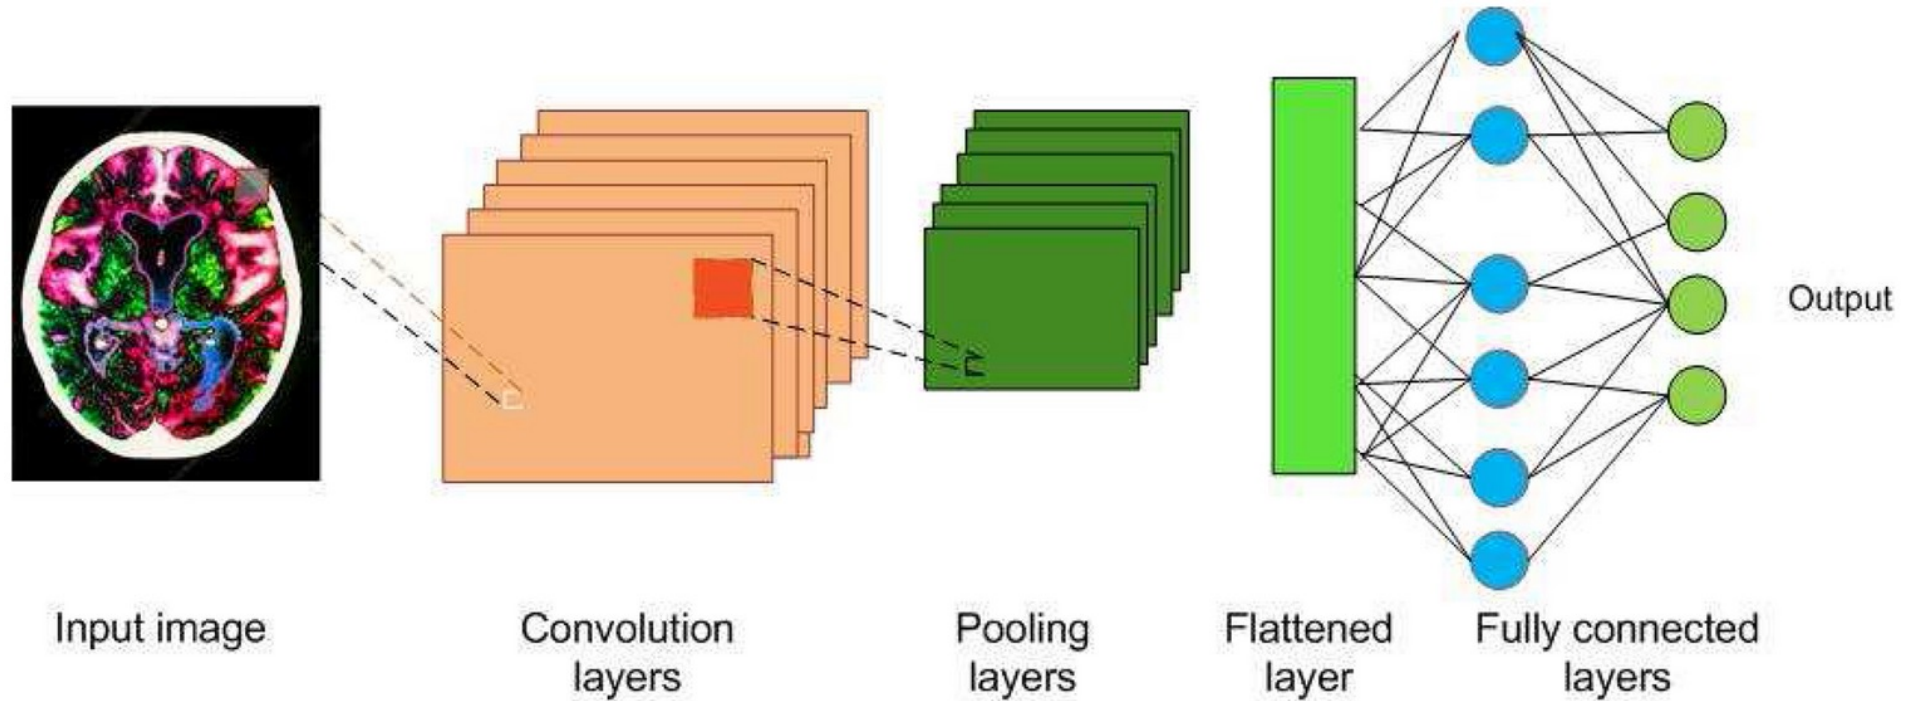 Output
Input image
Convolution
layers
Pooling
layers
Flattened
layer
Fully connected
layers